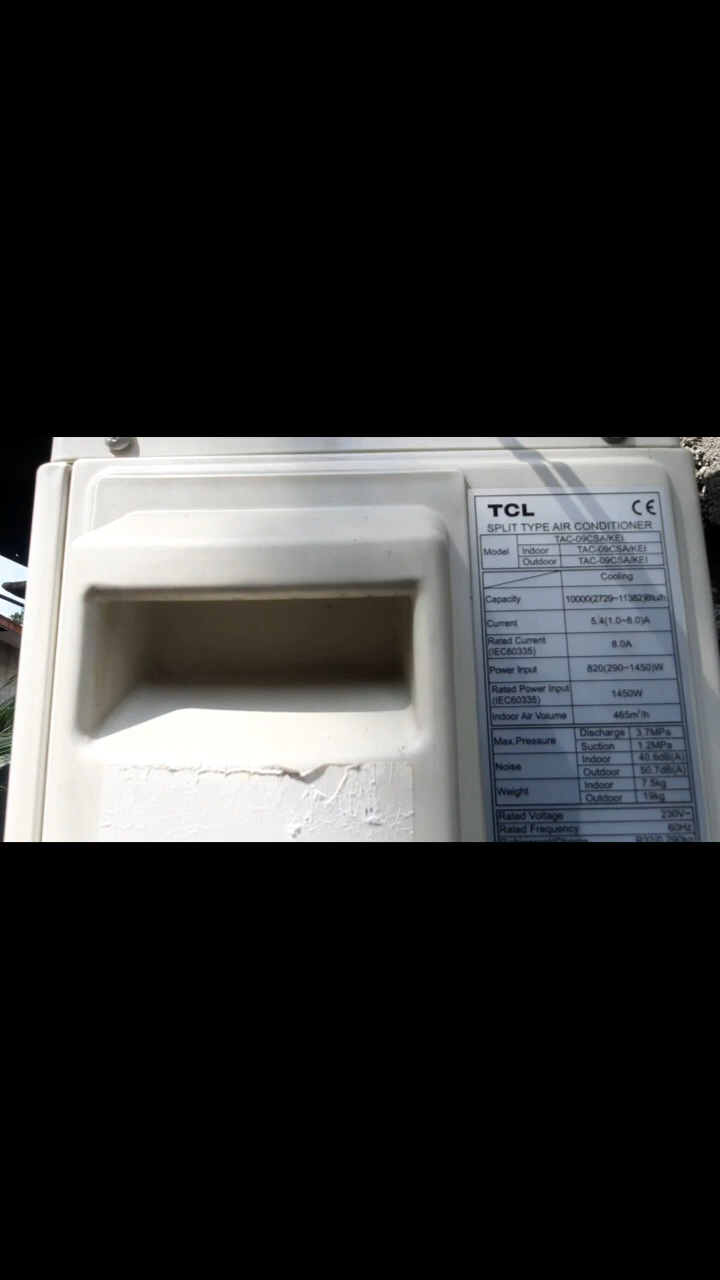 TCL CE
SPLIT TYPE AIR CONDITIONER
Model TAC-09CSA/KEI
Indoor TAC-09CSA/KEI
Outdoor TAC-09CSA/KEI
Cooling
Capacity 10000(2729~11382)Btu/h
Current 5.4(1.0~8.0)A
Rated Current (IEC60335) 8.0A
Power Input 820(290~1450)W
Rated Power Input (IEC60335) 1450W
Indoor Air Volume 465m³/h
Max.Pressure Discharge 3.7MPa
Suction 1.2MPa
Noise Indoor 40.6dB(A)
Outdoor 50.7dB(A)
Weight Indoor 7.5kg
Outdoor 19kg
Rated Voltage 230V~
Rated Frequency 60Hz